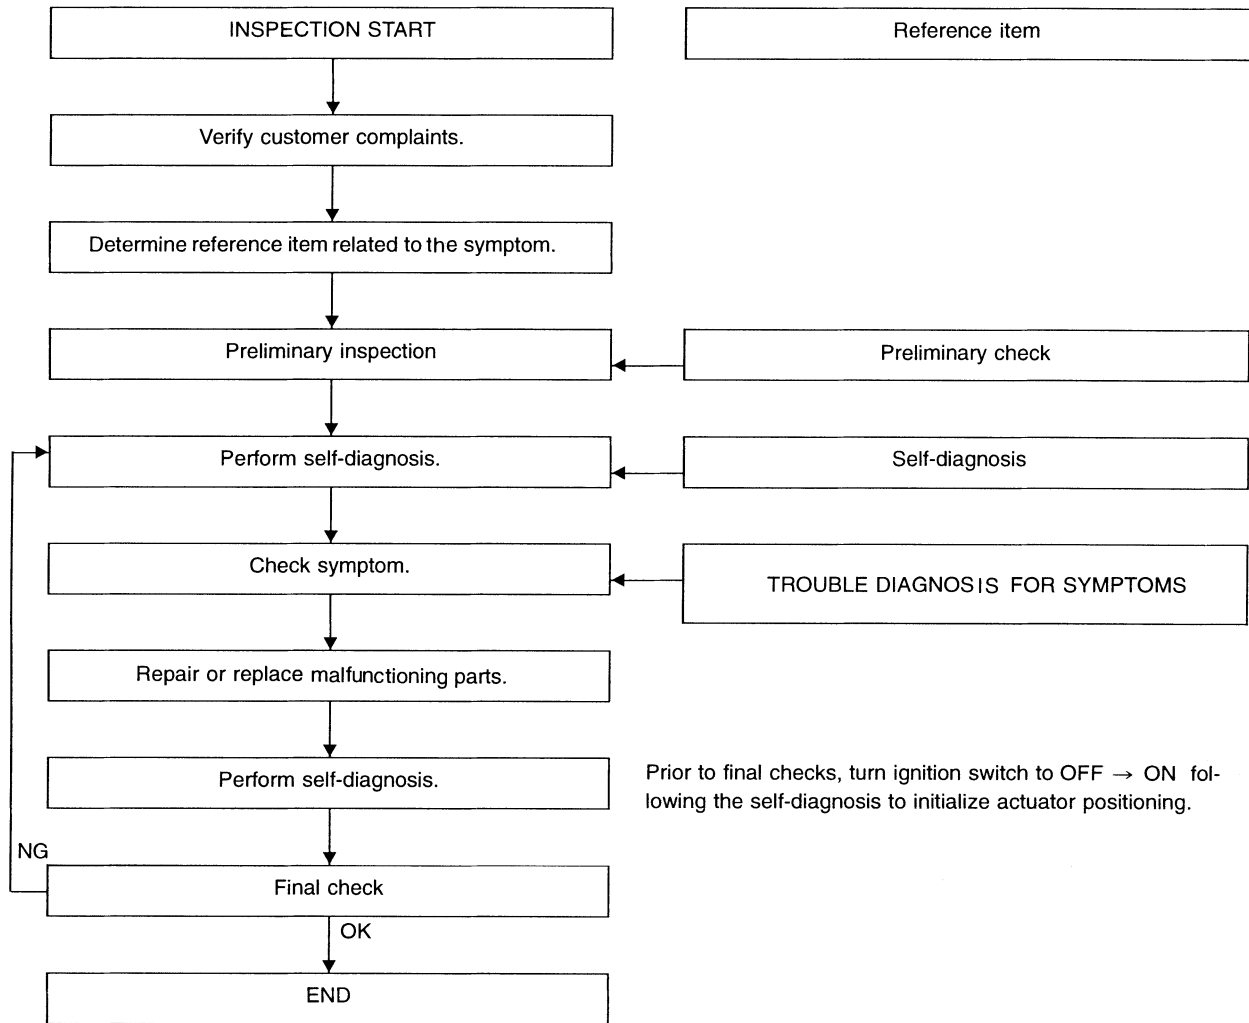 INSPECTION START
Reference item
Verify customer complaints.
Determine reference item related to the symptom.
Preliminary inspection
Preliminary check
Perform self-diagnosis.
Self-diagnosis
Check symptom.
TROUBLE DIAGNOSIS FOR SYMPTOMS
Repair or replace malfunctioning parts.
Perform self-diagnosis.
Prior to final checks, turn ignition switch to OFF → ON fol-
lowing the self-diagnosis to initialize actuator positioning.
NG
Final check
OK
END